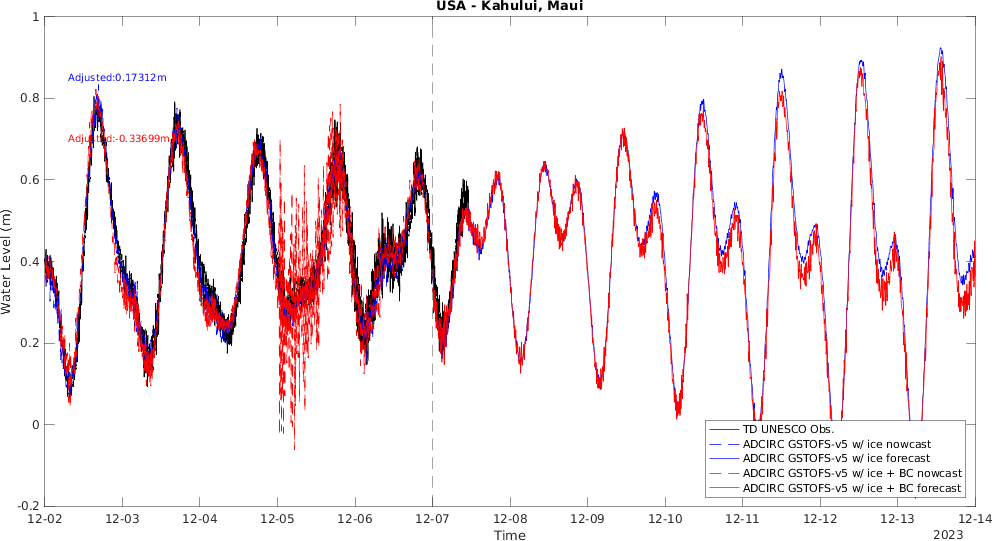 USA - Kahului, Maui
1
Adjusted:0.17312m
0.8
Adjusted:-0.33699m
0.6
Water Level (m)
0.4
0.2
0
TD UNESCO Obs.
ADCIRC GSTOFS-v5 w/ ice nowcast
ADCIRC GSTOFS-v5 w/ ice forecast
ADCIRC GSTOFS-v5 w/ ice + BC nowcast
ADCIRC GSTOFS-v5 w/ ice + BC forecast
-0.2
12-02 12-03 12-04 12-05 12-06 12-07 12-08 12-09 12-10 12-11 12-12 12-13 12-14
Time
2023